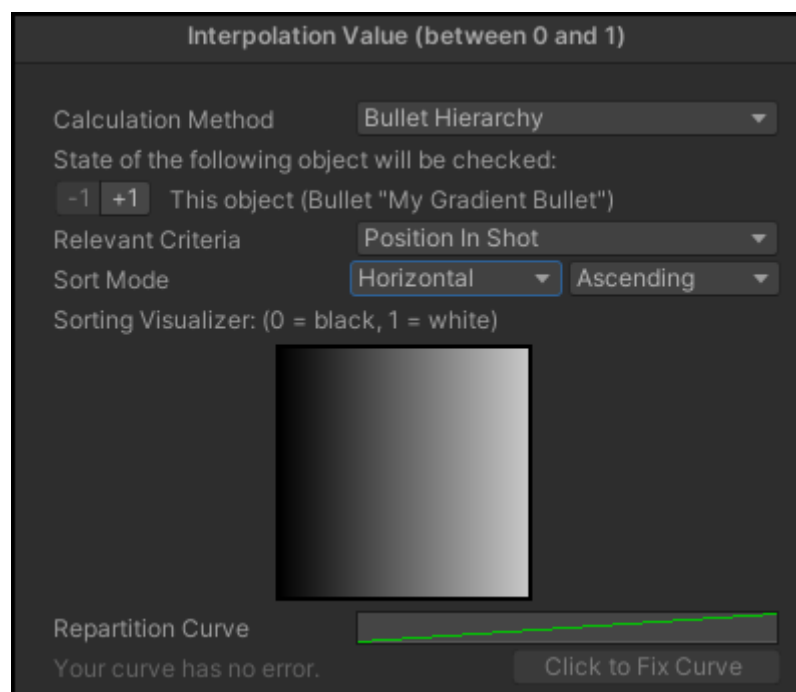 Interpolation Value (between 0 and 1)
Calculation Method Bullet Hierarchy
State of the following object will be checked:
-1 +1 This object (Bullet "My Gradient Bullet")
Relevant Criteria Position In Shot
Sort Mode Horizontal Ascending
Sorting Visualizer: (0 = black, 1 = white)
Repartition Curve
Your curve has no error. Click to Fix Curve